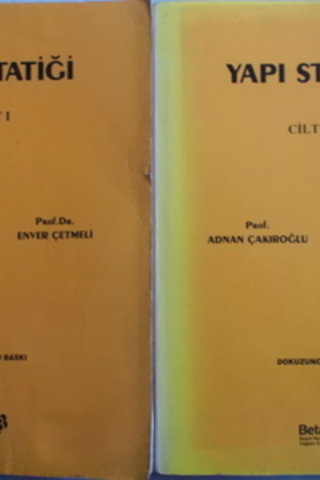 TATİĞİ
T I
Prof. Dr.
ENVER ÇETMELİ
BASKI
YAPI ST
CİLT
Prof.
ADNAN ÇAKIROĞLU
DOKUZUNC
Beta